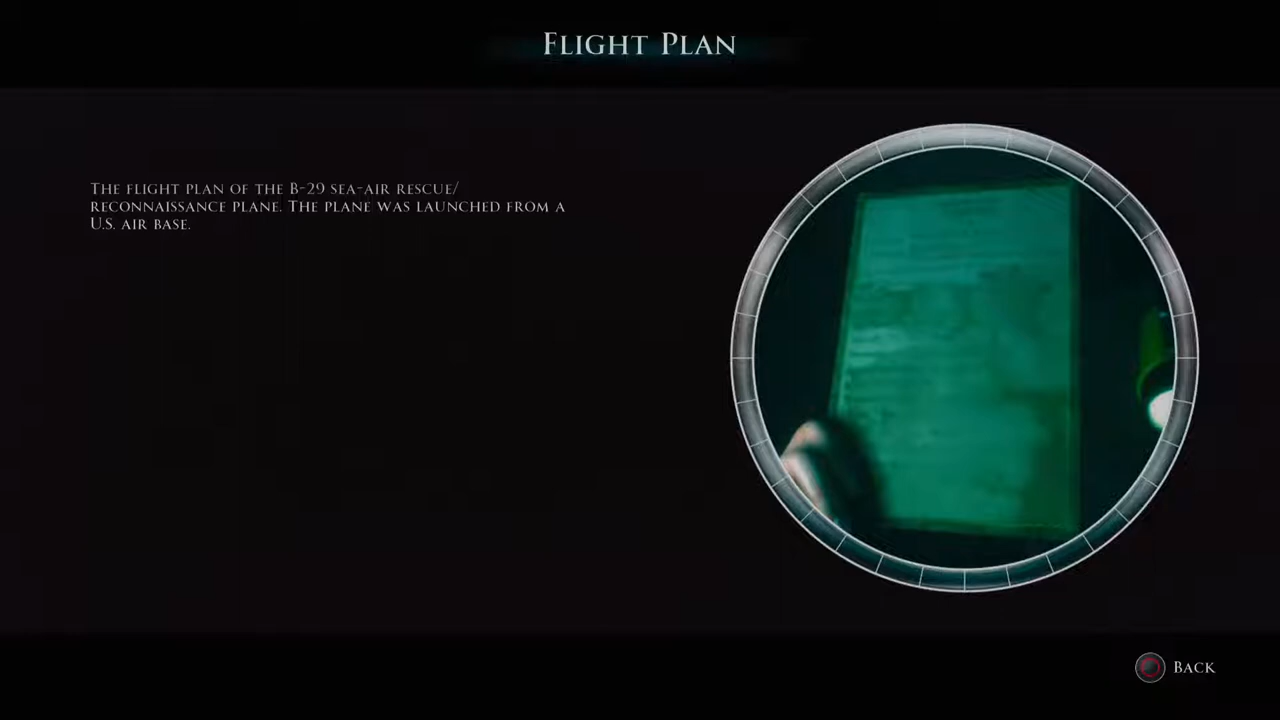 Flight Plan
The flight plan of the B-29 sea-air rescue/
reconnaissance plane. The plane was launched from a
U.S. air base.
Back